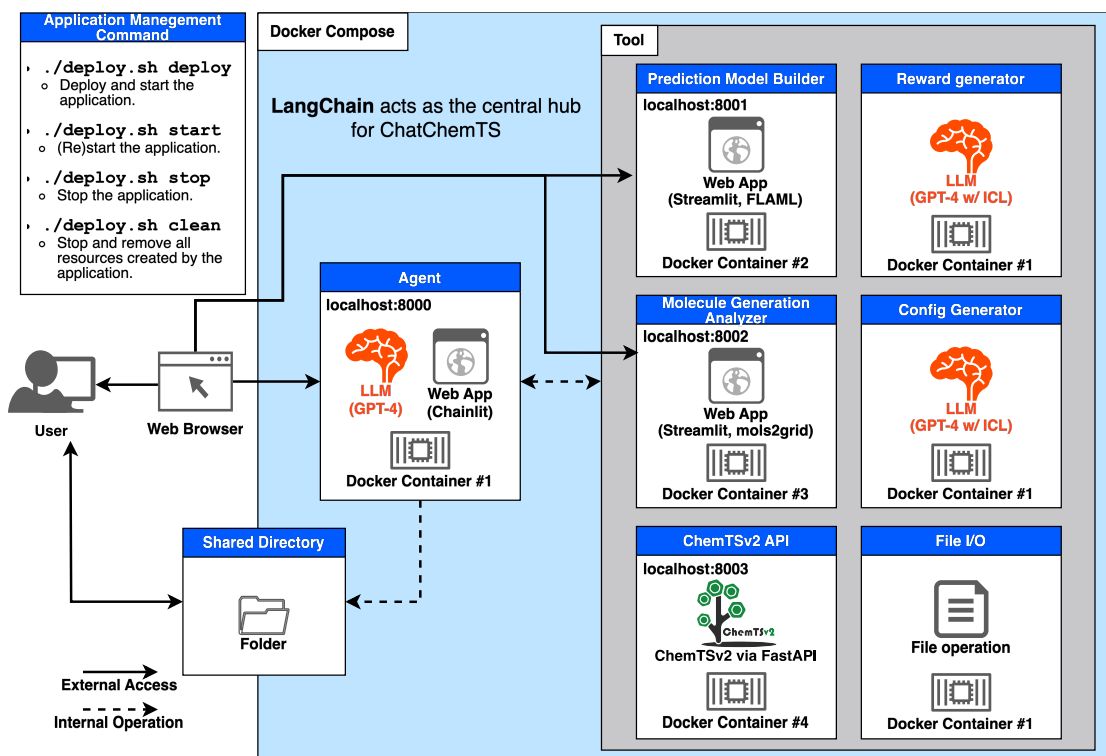 Application Manegement
Command
./deploy.sh deploy
Deploy and start the
application.
./deploy.sh start
(Re)start the application.
./deploy.sh stop
Stop the application.
./deploy.sh clean
Stop and remove all
resources created by the
application.
Docker Compose
LangChain acts as the central hub
for ChatChemTS
Tool
Prediction Model Builder
localhost:8001
Web App
(Streamlit, FLAML)
Docker Container #2
Reward generator
LLM
(GPT-4 w/ ICL)
Docker Container #1
Agent
localhost:8000
LLM
(GPT-4)
Web App
(Chainlit)
Docker Container #1
Molecule Generation
Analyzer
localhost:8002
Web App
(Streamlit, mols2grid)
Docker Container #3
Config Generator
LLM
(GPT-4 w/ ICL)
Docker Container #1
User
Web Browser
Shared Directory
Folder
ChemTSv2 API
localhost:8003
ChemTSv2
ChemTSv2 via FastAPI
Docker Container #4
File I/O
File operation
Docker Container #1
External Access
Internal Operation